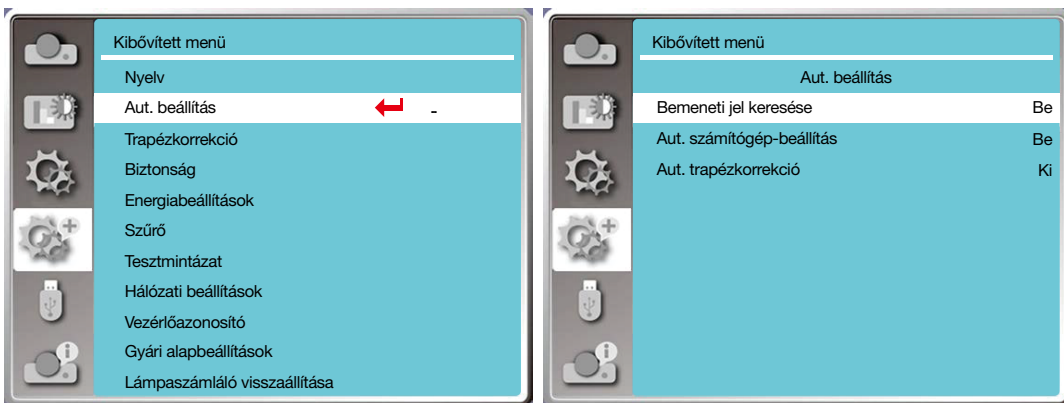 Kibővített menü
Nyelv
Aut. beállítás -
Trapézkorrekció
Biztonság
Energiabeállítások
Szűrő
Tesztmintázat
Hálózati beállítások
Vezérlőazonosító
Gyári alapbeállítások
Lámpaszámláló visszaállítása
Kibővített menü
Aut. beállítás
Bemeneti jel keresése Be
Aut. számítógép-beállítás Be
Aut. trapézkorrekció Ki